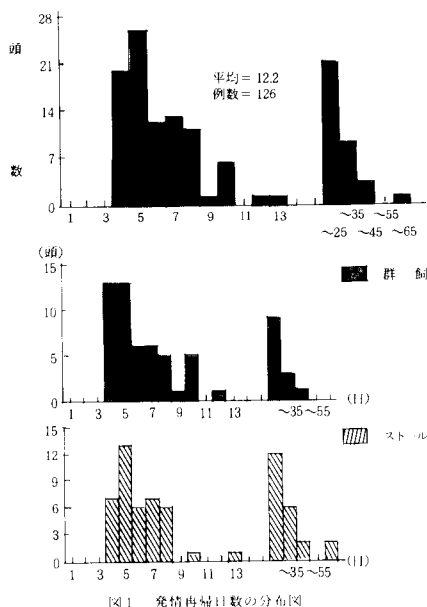 28
頭
21
平均＝12.2
例数＝126
14
数
7
0
1 3 5 7 9 11 13 ～35 ～55
～25 ～45 ～65
(頭)
15
群 飼
10
5
0
1 3 5 7 9 11 13 ～35～55 (日)
15
ストール
12
9
6
3
0
1 3 5 7 9 11 13 ～35～55 (日)
図1 発情再帰日数の分布図